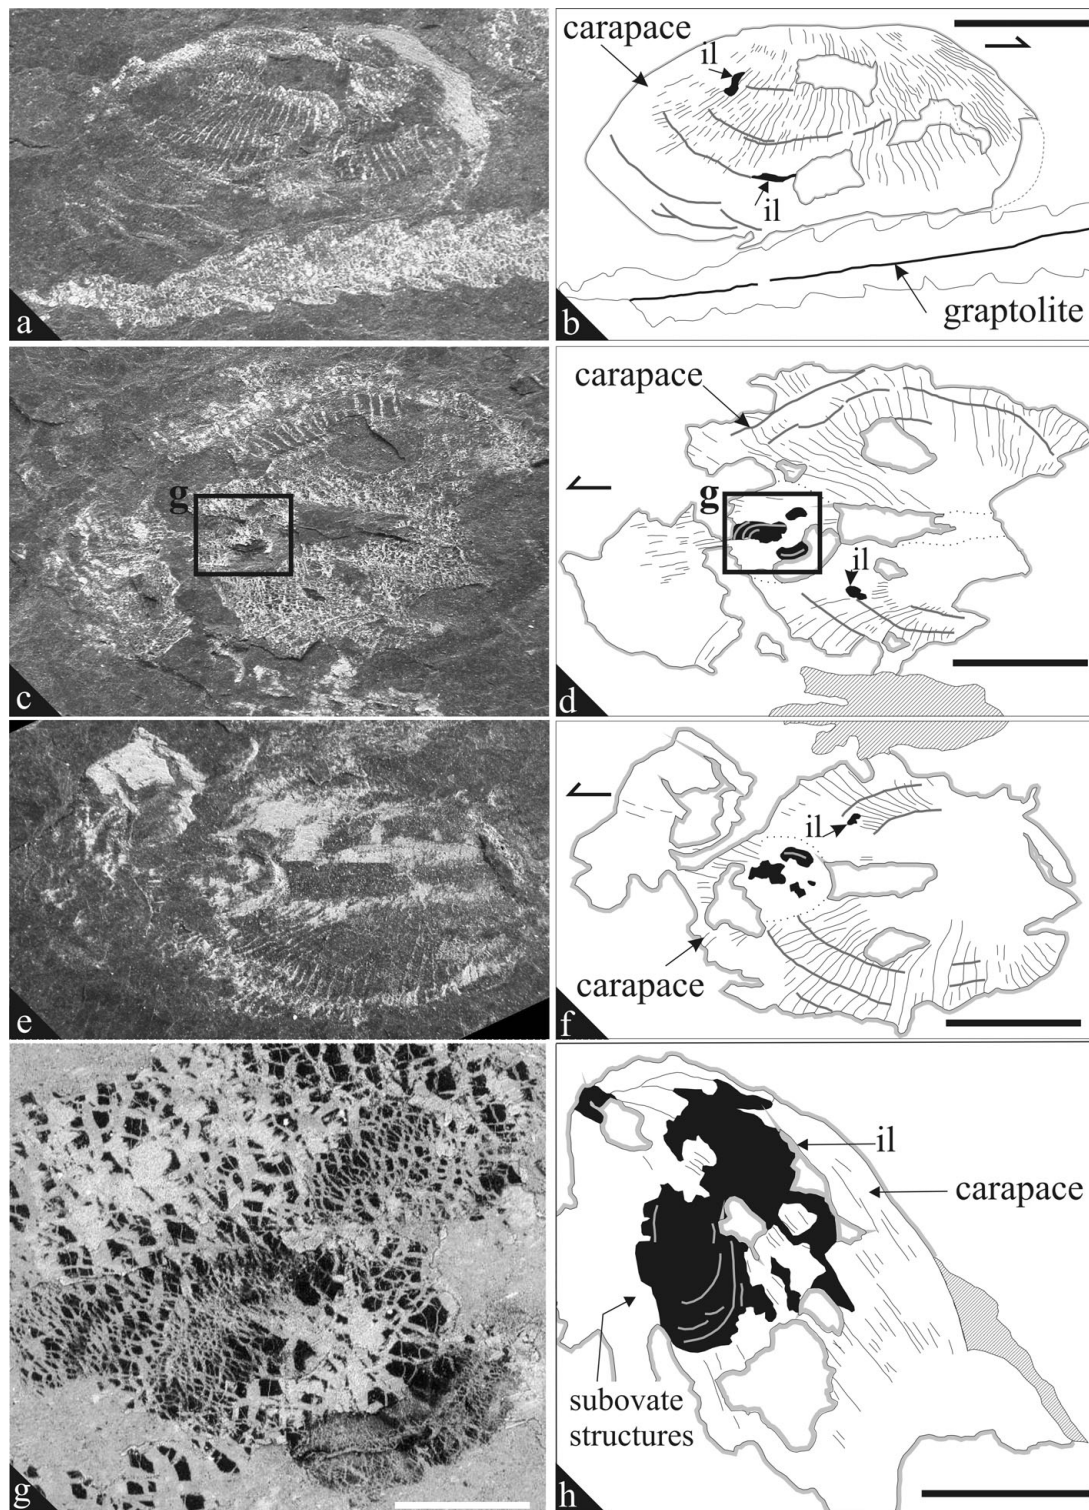 a
carapace
il
il
graptolite
b
g
c
carapace
g
il
d
e
il
carapace
f
g
il
carapace
subovate
structures
h